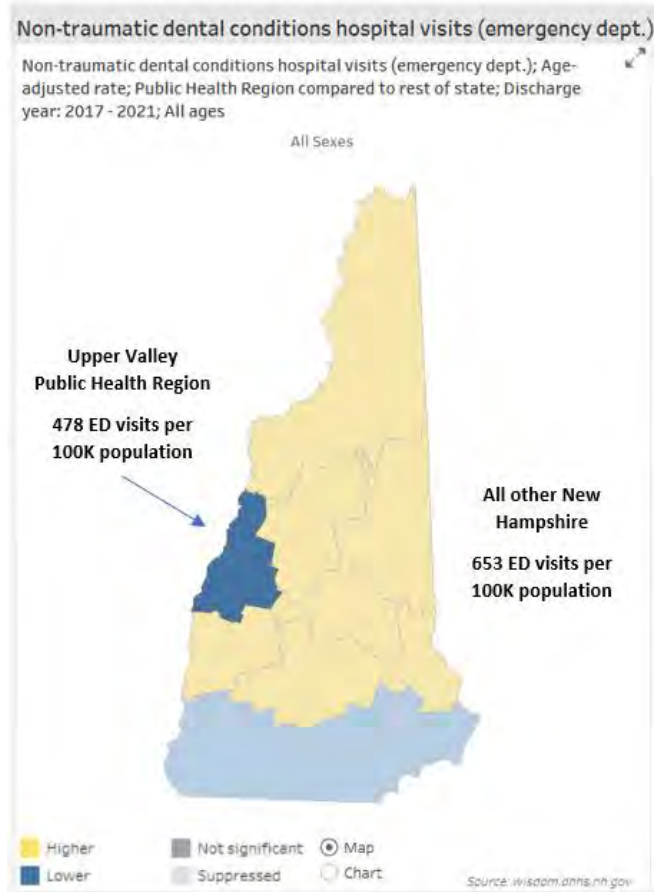 Non-traumatic dental conditions hospital visits (emergency dept.)
Non-traumatic dental conditions hospital visits (emergency dept.); Age-
adjusted rate; Public Health Region compared to rest of state; Discharge
year: 2017 - 2021; All ages
All Sexes
Upper Valley
Public Health Region
478 ED visits per
100K population
All other New
Hampshire
653 ED visits per
100K population
Higher
Not significant
Map
Lower
Suppressed
Chart
Source: wisdom.dhhs.nh.gov